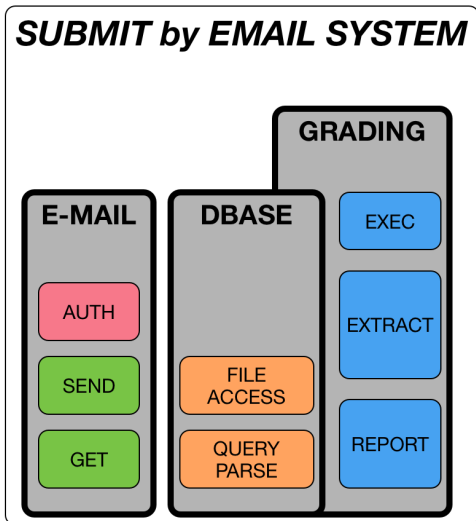 SUBMIT by EMAIL SYSTEM
GRADING
E-MAIL
DBASE
EXEC
AUTH
EXTRACT
SEND
FILE
ACCESS
GET
QUERY
PARSE
REPORT